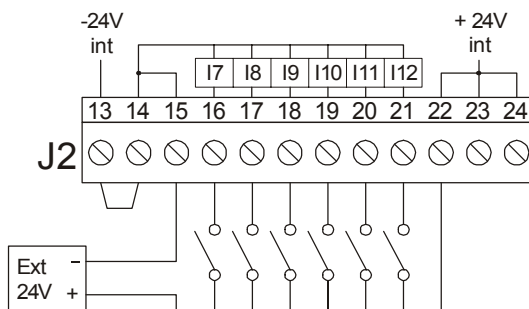 -24V
int
+ 24V
int
I7 I8 I9 I10 I11 I12
13 14 15 16 17 18 19 20 21 22 23 24
J2
Ext -
24V +